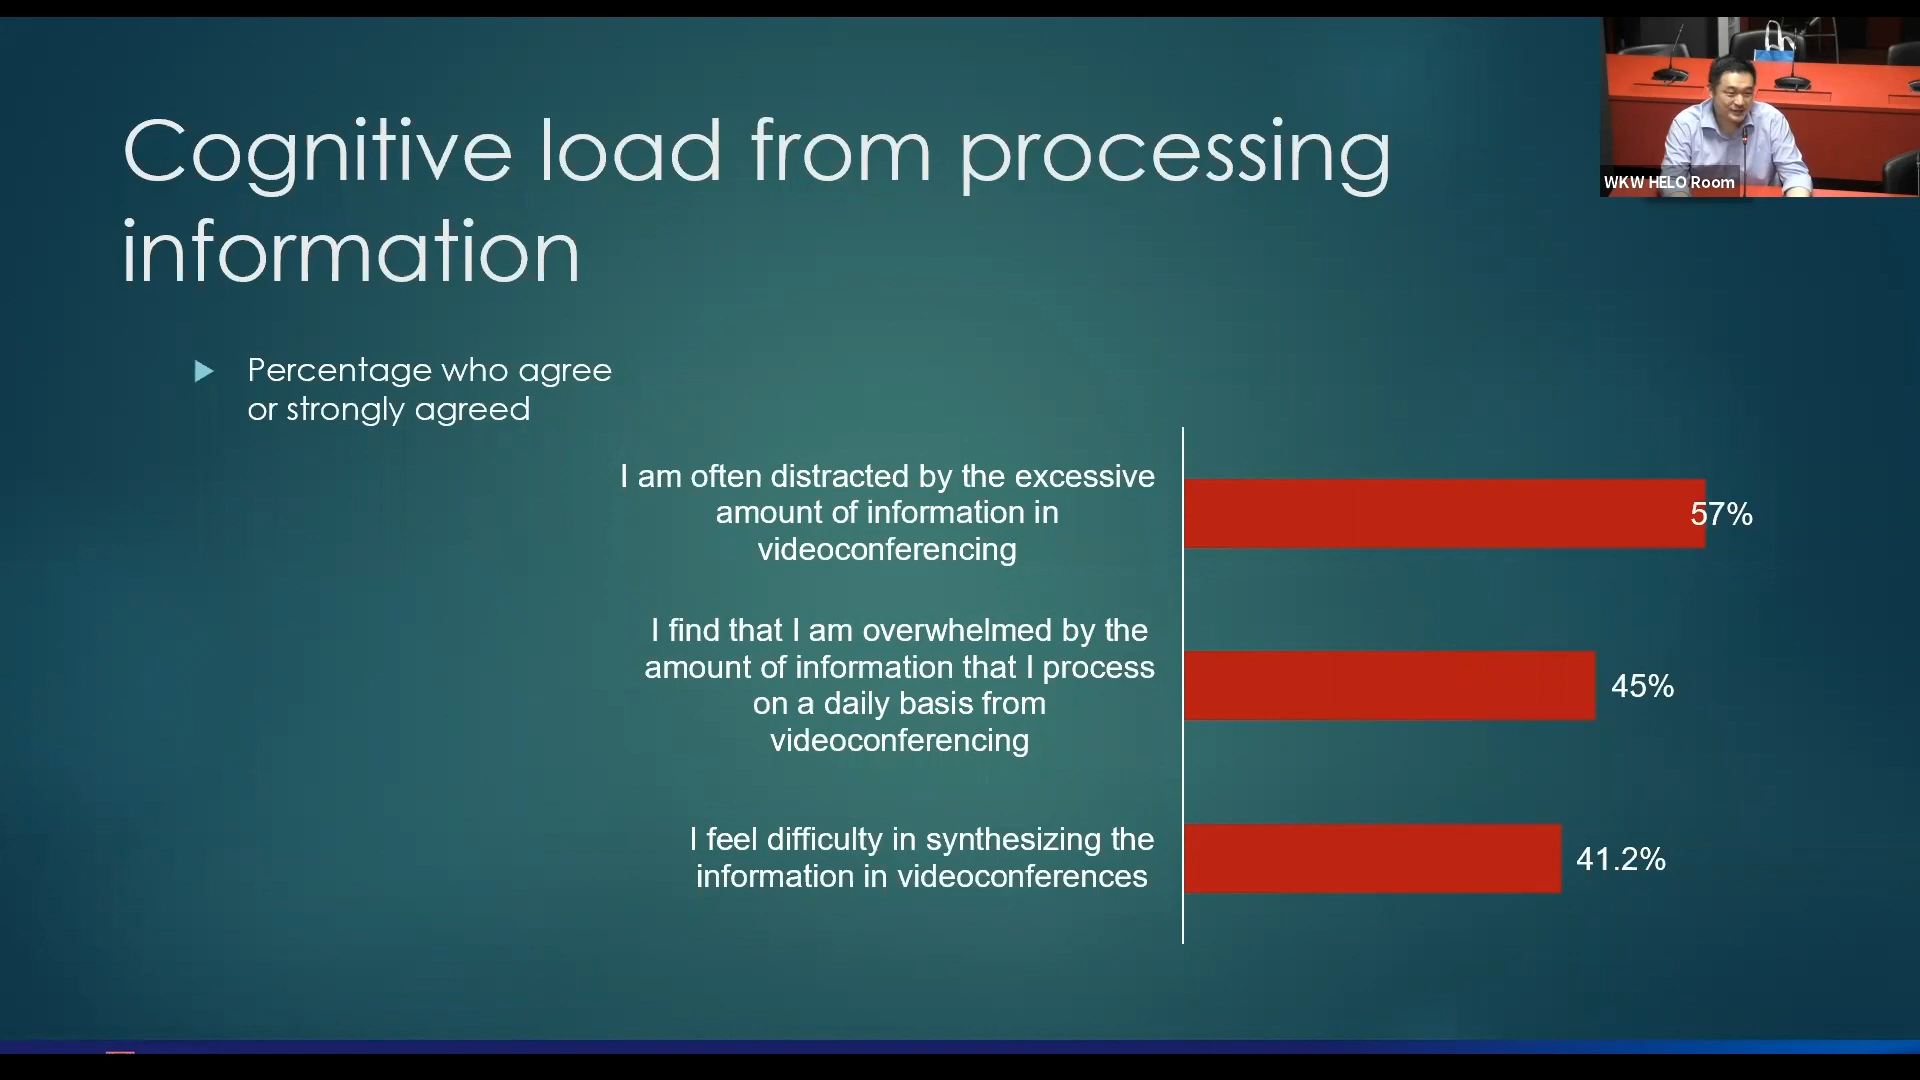 Cognitive load from processing
information
WKW HELO Room
Percentage who agree
or strongly agreed
I am often distracted by the excessive
amount of information in
videoconferencing
57%
I find that I am overwhelmed by the
amount of information that I process
on a daily basis from
videoconferencing
45%
I feel difficulty in synthesizing the
information in videoconferences
41.2%